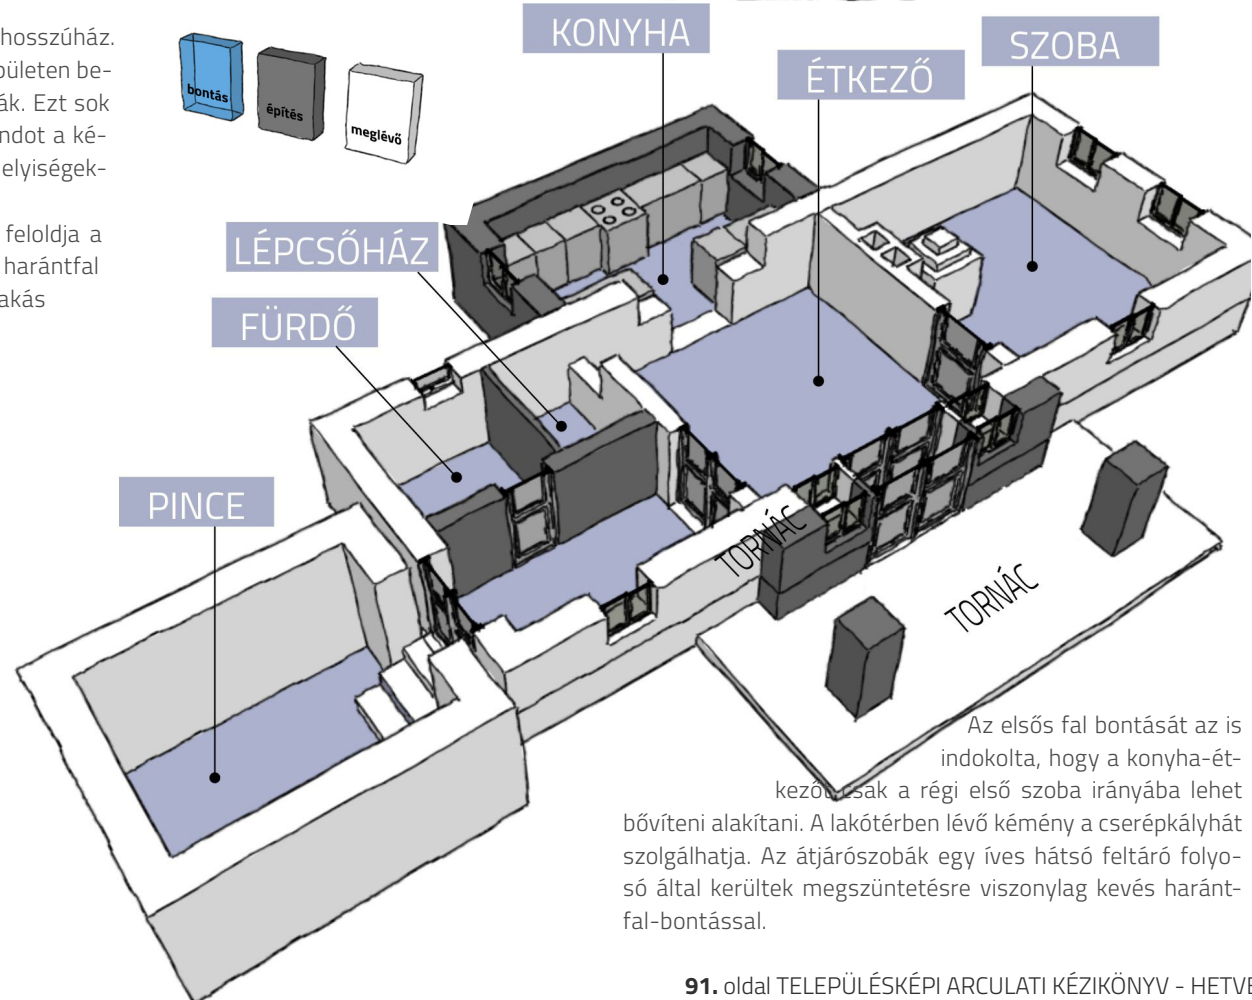 hosszúház.
pületen be-
ák. Ezt sok
ndot a ké-
elyiségek-
feloldja a
harántfal
akás
bontás
építés
meglévő
KONYHA
ÉTKEZŐ
SZOBA
LÉPCSŐHÁZ
FÜRDŐ
PINCE
TORNÁC
TORNÁC
Az elsős fal bontását az is
indokolta, hogy a konyha-ét-
kezőt csak a régi első szoba irányába lehet
bővíteni alakítani. A lakótérben lévő kémény a cserépkályhát
szolgálhatja. Az átjárószobák egy íves hátsó feltáró folyo-
só által kerültek megszüntetésre viszonylag kevés haránt-
fal-bontással.
91. oldal TELEPÜLÉSKÉPI ARCULATI KÉZIKÖNYV - HETVE